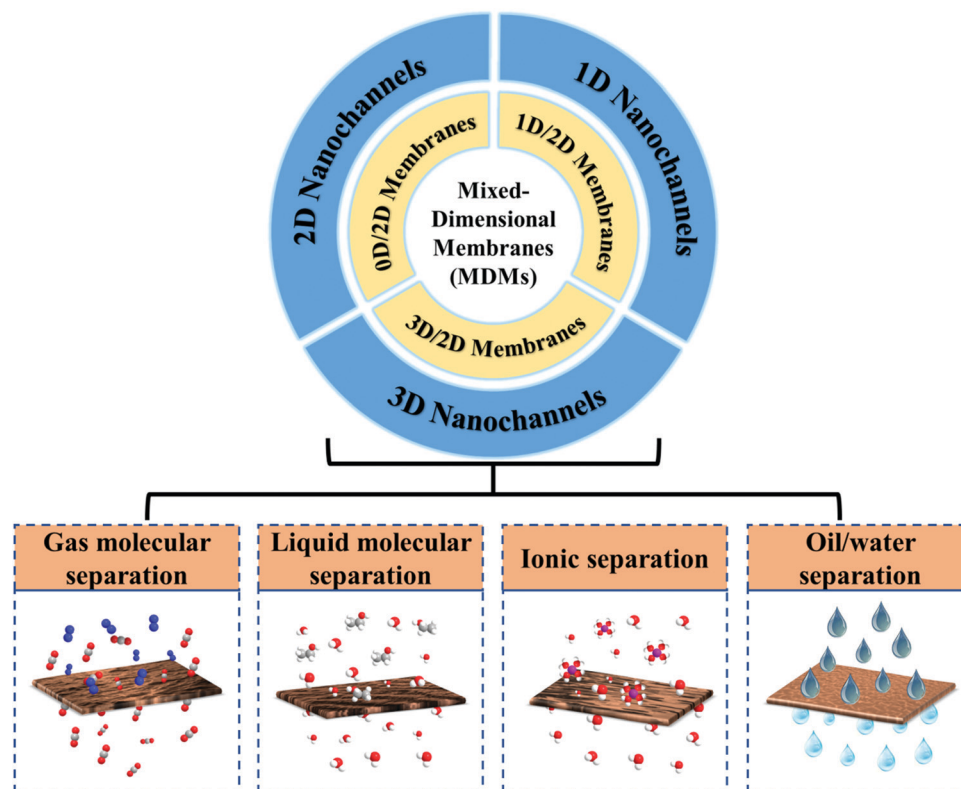 2D Nanochannels
1D Nanochannels
0D/2D Membranes
1D/2D Membranes
Mixed-
Dimensional
Membranes
(MDMs)
3D/2D Membranes
3D Nanochannels
Gas molecular
separation
Liquid molecular
separation
Ionic separation
Oil/water
separation